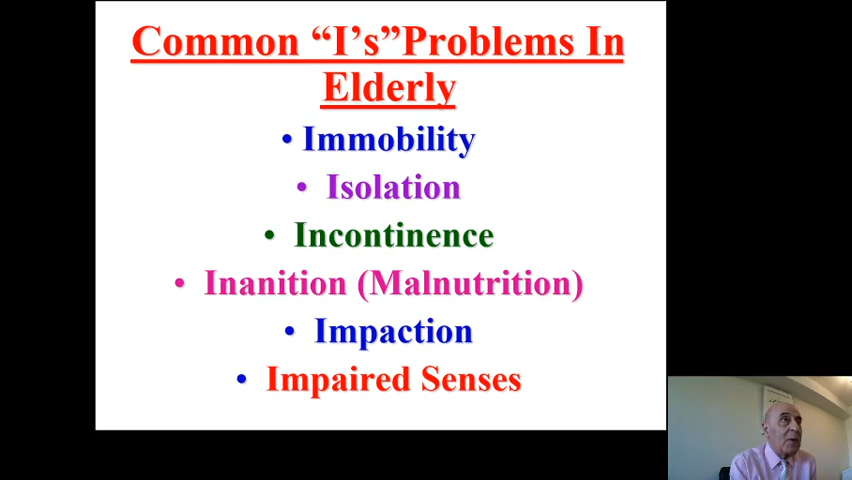 Common “I’s”Problems In
Elderly
• Immobility
• Isolation
• Incontinence
• Inanition (Malnutrition)
• Impaction
• Impaired Senses